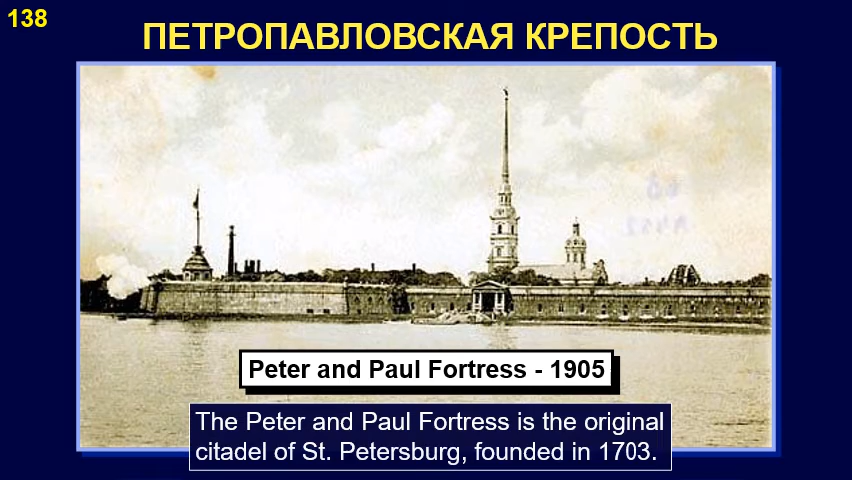 138
ПЕТРОПАВЛОВСКАЯ КРЕПОСТЬ
Peter and Paul Fortress - 1905
The Peter and Paul Fortress is the original
citadel of St. Petersburg, founded in 1703.